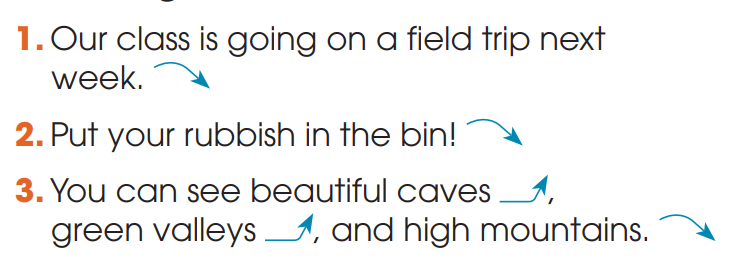 1. Our class is going on a field trip next
week.
2. Put your rubbish in the bin!
3. You can see beautiful caves ,
green valleys , and high mountains.